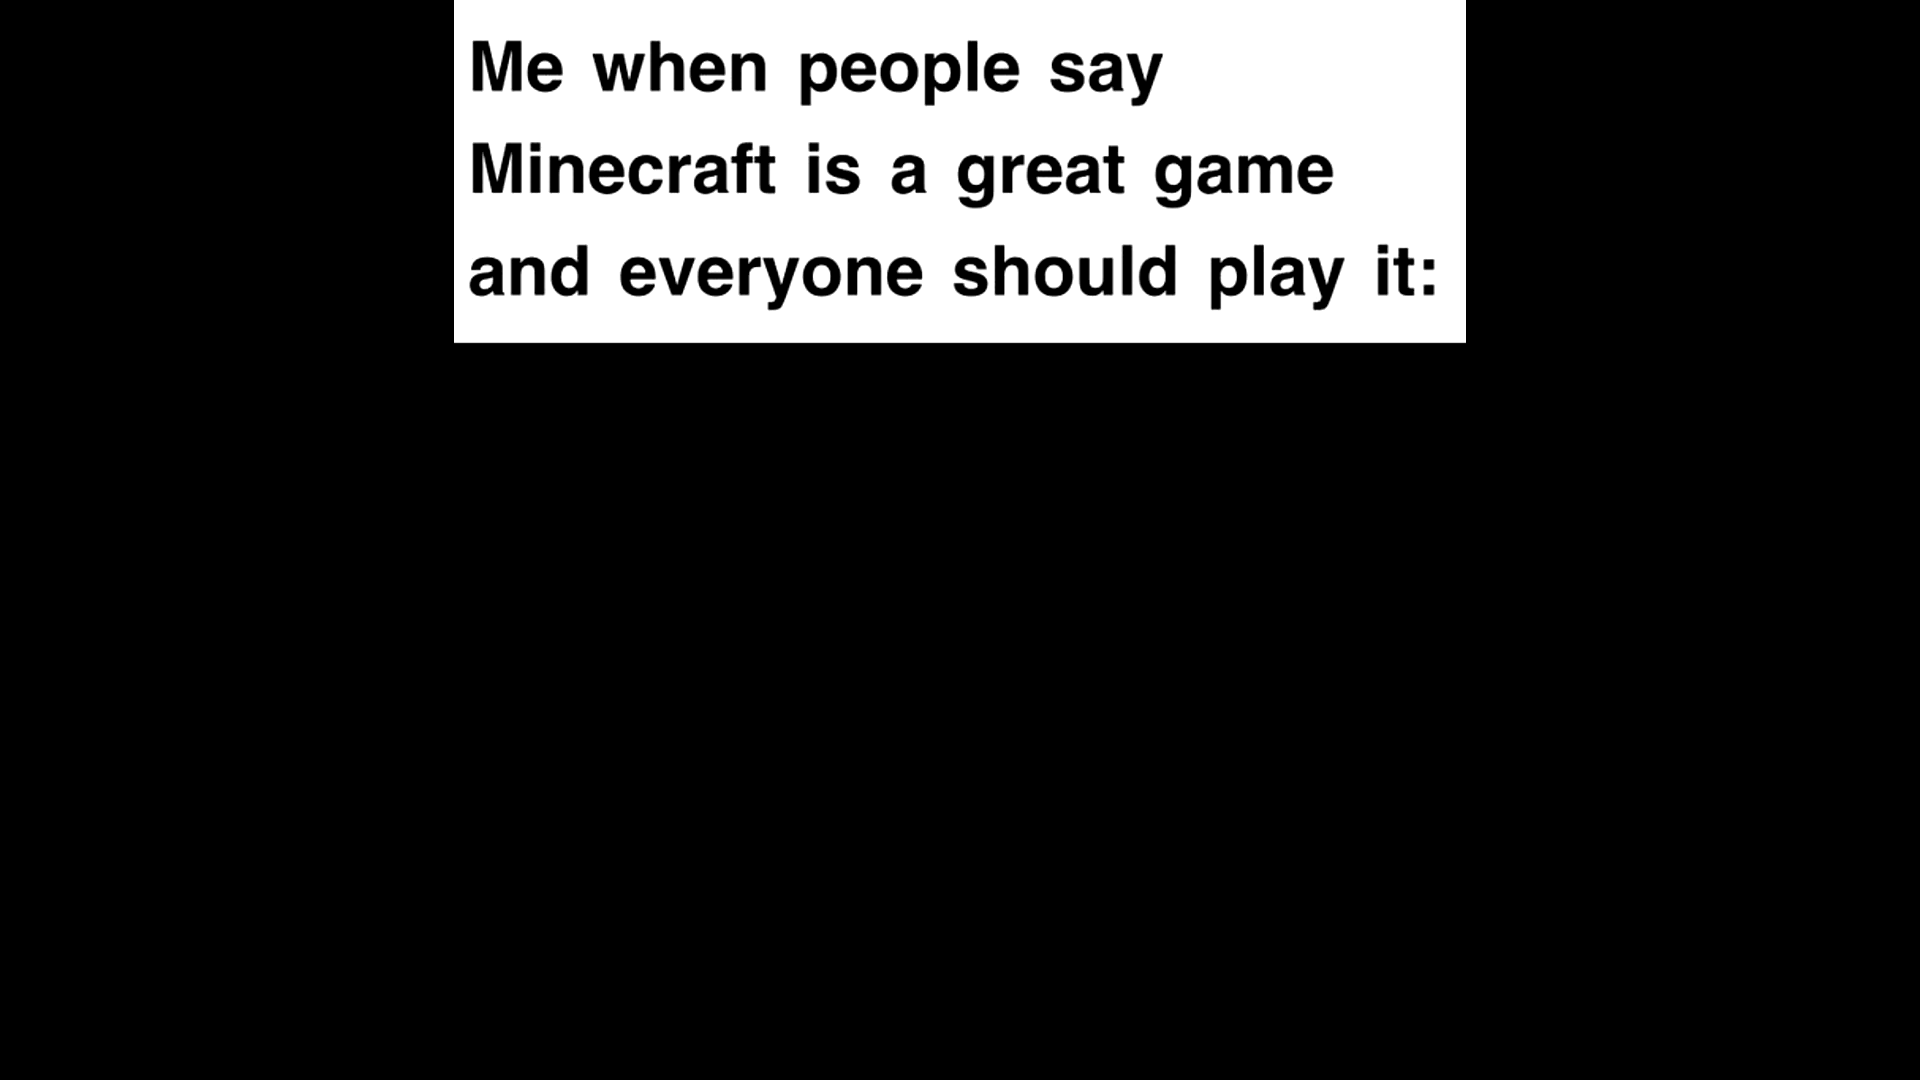 Me when people say
Minecraft is a great game
and everyone should play it: